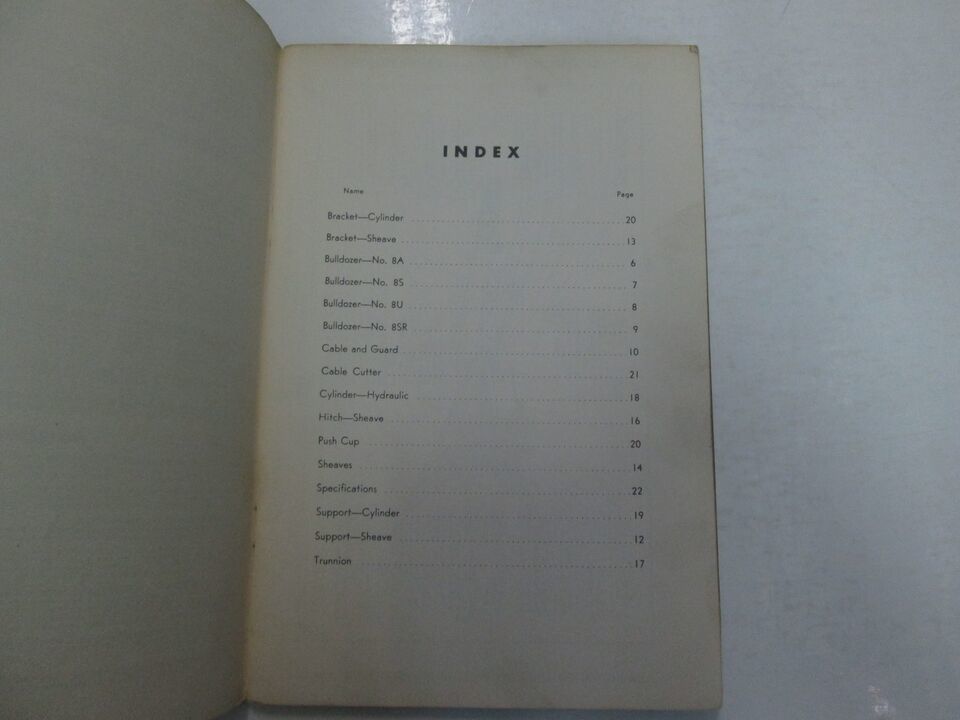 INDEX
Name Page
Bracket—Cylinder 20
Bracket—Sheave 13
Bulldozer—No. 8A 6
Bulldozer—No. 8S 7
Bulldozer—No. 8U 8
Bulldozer—No. 8SR 9
Cable and Guard 10
Cable Cutter 21
Cylinder—Hydraulic 18
Hitch—Sheave 16
Push Cup 20
Sheaves 14
Specifications 22
Support—Cylinder 19
Support—Sheave 12
Trunnion 17